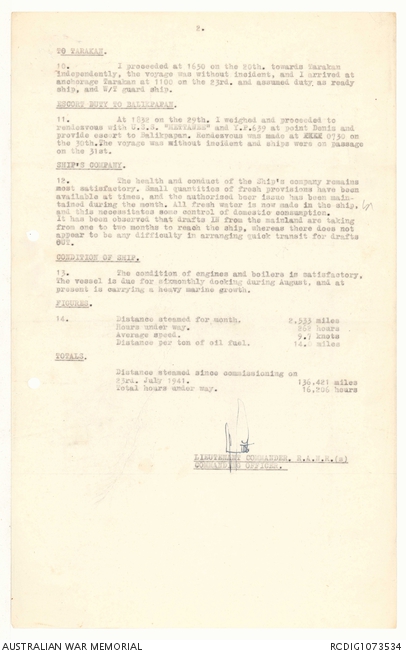 2.
TO TARAKAN.
10. I proceeded at 1630 on the 20th. towards Tarakan
independently, the voyage was without incident, and I arrived at
anchorage Tarakan at 1100 on the 23rd. and assumed duty as ready
ship, and W/T guard ship.
ESCORT DUTY TO BALIKPAPAN.
11. At on the 29th. I weighed and proceeded to
rendezvous with U.S.S. and Y.F.639 at point Deniz and
provide escort to Balikpapan. Rendezvous was made at 0730 on
the 30th.The voyage was without incident and ships were on passage
on the 31st.
SHIP'S COMPANY.
12. The health and conduct of the Ship's company remains
most satisfactory. Small quantities of fresh provisions have been
available at times, and the authorised beer issue has been main-
tained during the month. All fresh water is now made in the ship,
and this necessitates some control of domestic consumption.
It has been observed that drafts IN from the mainland are taking
from one to two months to reach the ship, whereas there does not
appear to be any difficulty in arranging quick transit for drafts
OUT.
CONDITION OF SHIP.
13. The condition of engines and boilers is satisfactory.
The vessel is due for sixmonthly docking during August, and at
present is carrying a heavy marine growth.
FIGURES.
14. Distance steamed for month. 2,533 miles
Hours under way. 262 hours
Average speed. 9.7 knots
Distance per ton of oil fuel. 14.0 miles
TOTALS.
Distance steamed since commissioning on
23rd. July 1941. 136,481 miles
Total hours under way. 16,206 hours
LIEUTENANT COMMANDER, R.A.N.R.(S)
COMMANDING OFFICER.
AUSTRALIAN WAR MEMORIAL RCDIG1073534